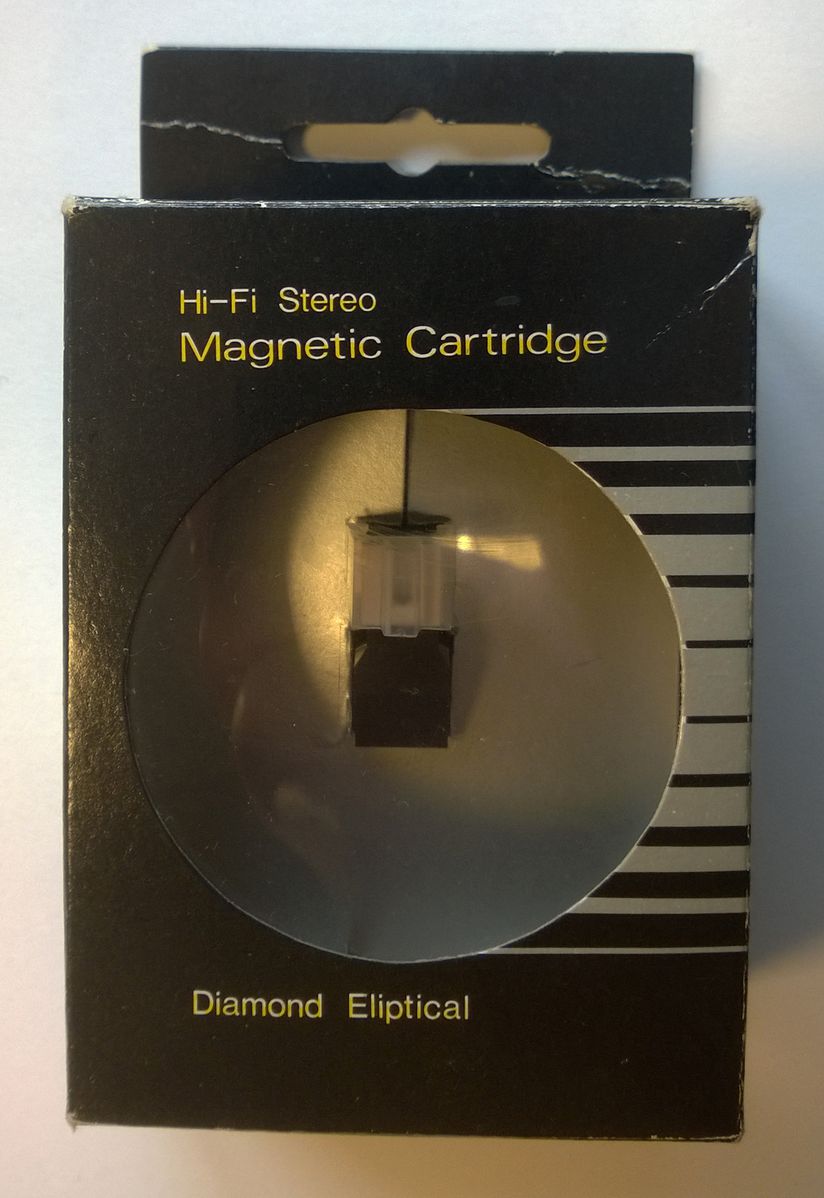 Hi-Fi Stereo
Magnetic Cartridge
Diamond Eliptical